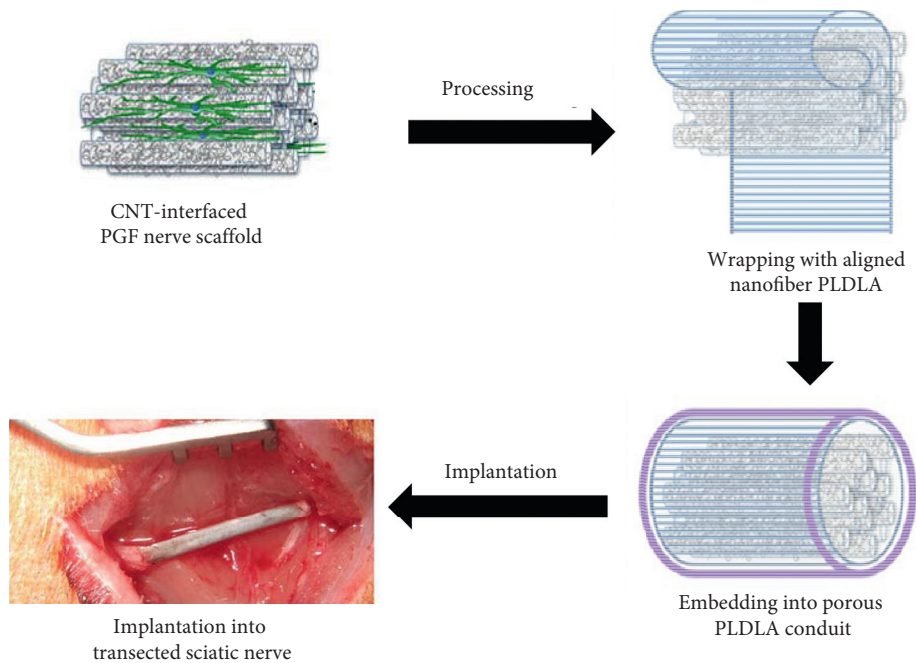 Processing
CNT-interfaced
PGF nerve scaffold
Wrapping with aligned
nanofiber PLDLA
Implantation
Embedding into porous
PLDLA conduit
Implantation into
transected sciatic nerve